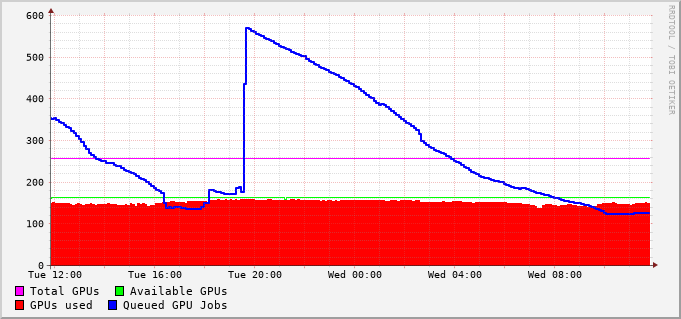 600
500
400
300
200
100
0
Tue 12:00 Tue 16:00 Tue 20:00 Wed 00:00 Wed 04:00 Wed 08:00
Total GPUs Available GPUs
GPUs used Queued GPU Jobs
RRDTOOL / TOBI OETIKER